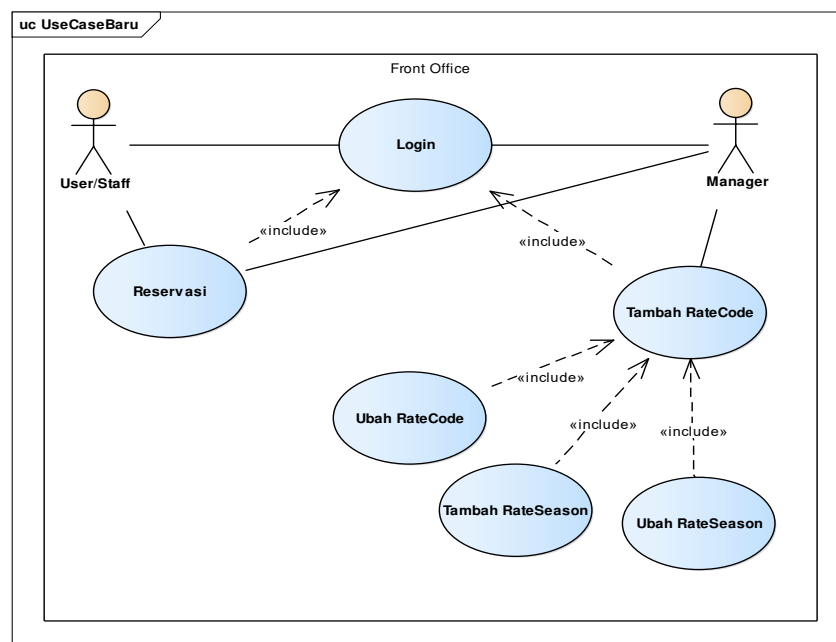 uc UseCaseBaru
Front Office
Login
User/Staff
Manager
«include»
«include»
Reservasi
Tambah RateCode
«include»
Ubah RateCode
«include»
«include»
Tambah RateSeason
Ubah RateSeason